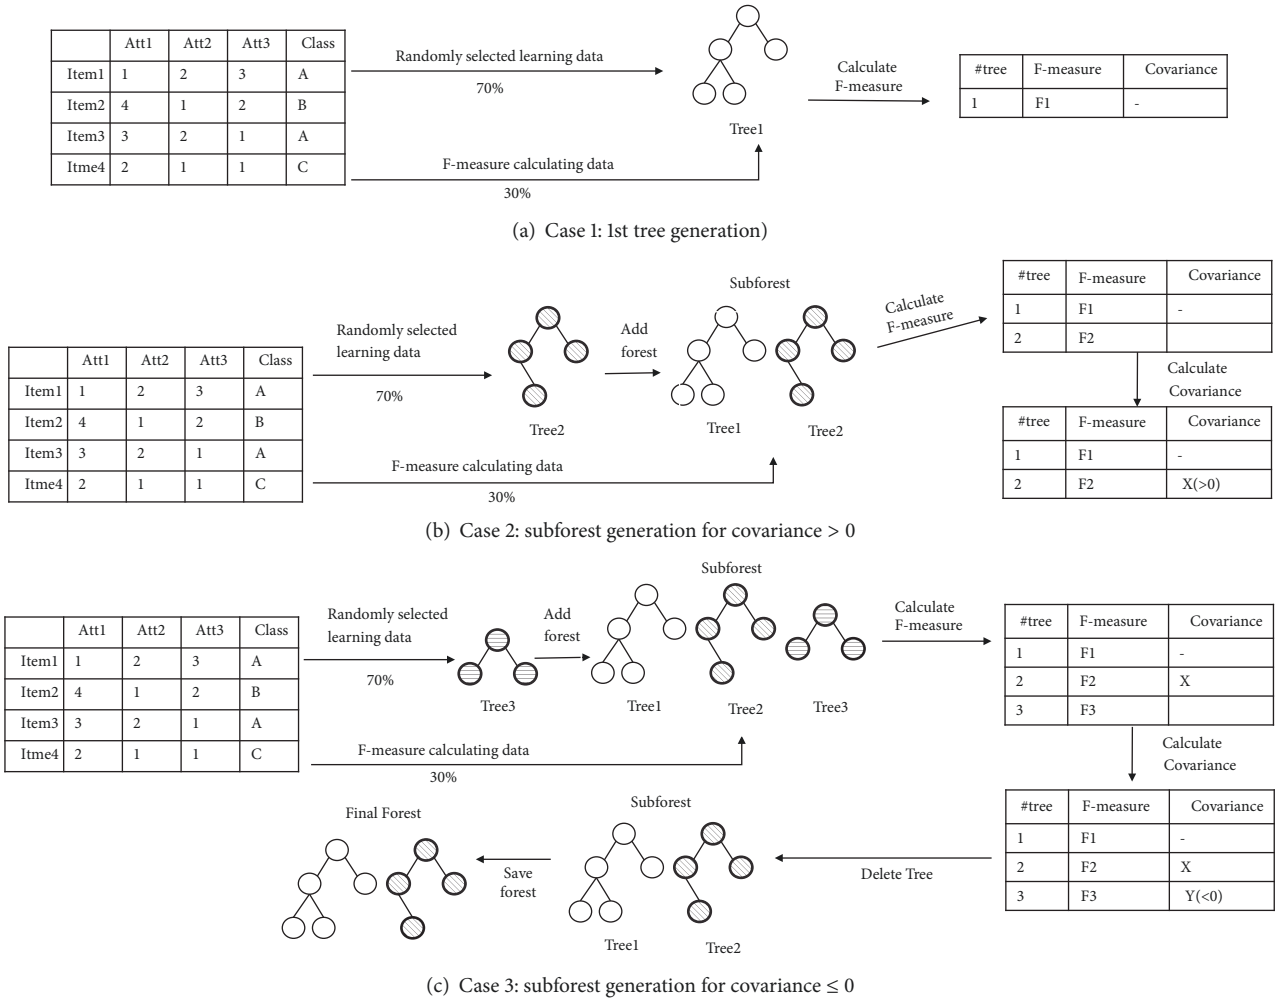 Att1 Att2 Att3 Class
Item1 1 2 3 A
Item2 4 1 2 B
Item3 3 2 1 A
Itme4 2 1 1 C
Randomly selected learning data
70%
F-measure calculating data
30%
Tree1
Calculate
F-measure
#tree F-measure Covariance
1 F1 -
(a) Case 1: 1st tree generation)
Att1 Att2 Att3 Class
Item1 1 2 3 A
Item2 4 1 2 B
Item3 3 2 1 A
Itme4 2 1 1 C
Randomly selected
learning data
70%
F-measure calculating data
30%
Tree2
Add
forest
Subforest
Tree1
Tree2
Calculate
F-measure
#tree F-measure Covariance
1 F1 -
2 F2
Calculate
Covariance
#tree F-measure Covariance
1 F1 -
2 F2 X(>0)
(b) Case 2: subforest generation for covariance > 0
Att1 Att2 Att3 Class
Item1 1 2 3 A
Item2 4 1 2 B
Item3 3 2 1 A
Itme4 2 1 1 C
Randomly selected
learning data
70%
F-measure calculating data
30%
Tree3
Add
forest
Subforest
Tree1
Tree2
Tree3
Calculate
F-measure
#tree F-measure Covariance
1 F1 -
2 F2 X
3 F3
Calculate
Covariance
#tree F-measure Covariance
1 F1 -
2 F2 X
3 F3 Y(<0)
Delete Tree
Subforest
Tree1
Tree2
Save
forest
Final Forest
(c) Case 3: subforest generation for covariance ≤ 0